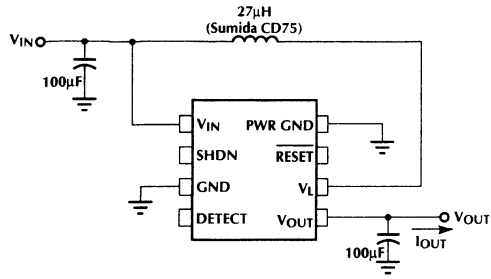 27µH
(Sumida CD75)
VIN
100µF
VIN
PWR GND
SHDN
RESET
GND
VL
DETECT
VOUT
VOUT
IOUT
100µF